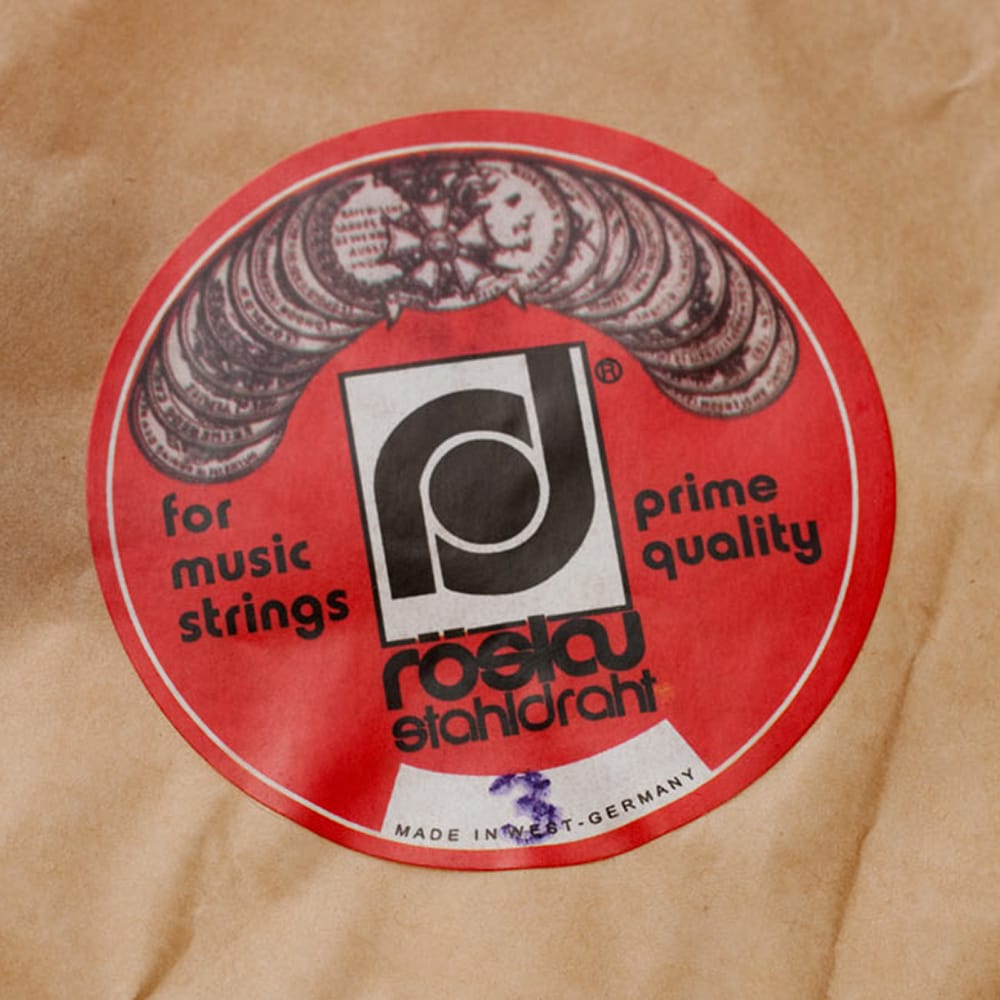 ®
for
music
strings
prime
quality
röslau
stahldraht
3
MADE IN WEST-GERMANY